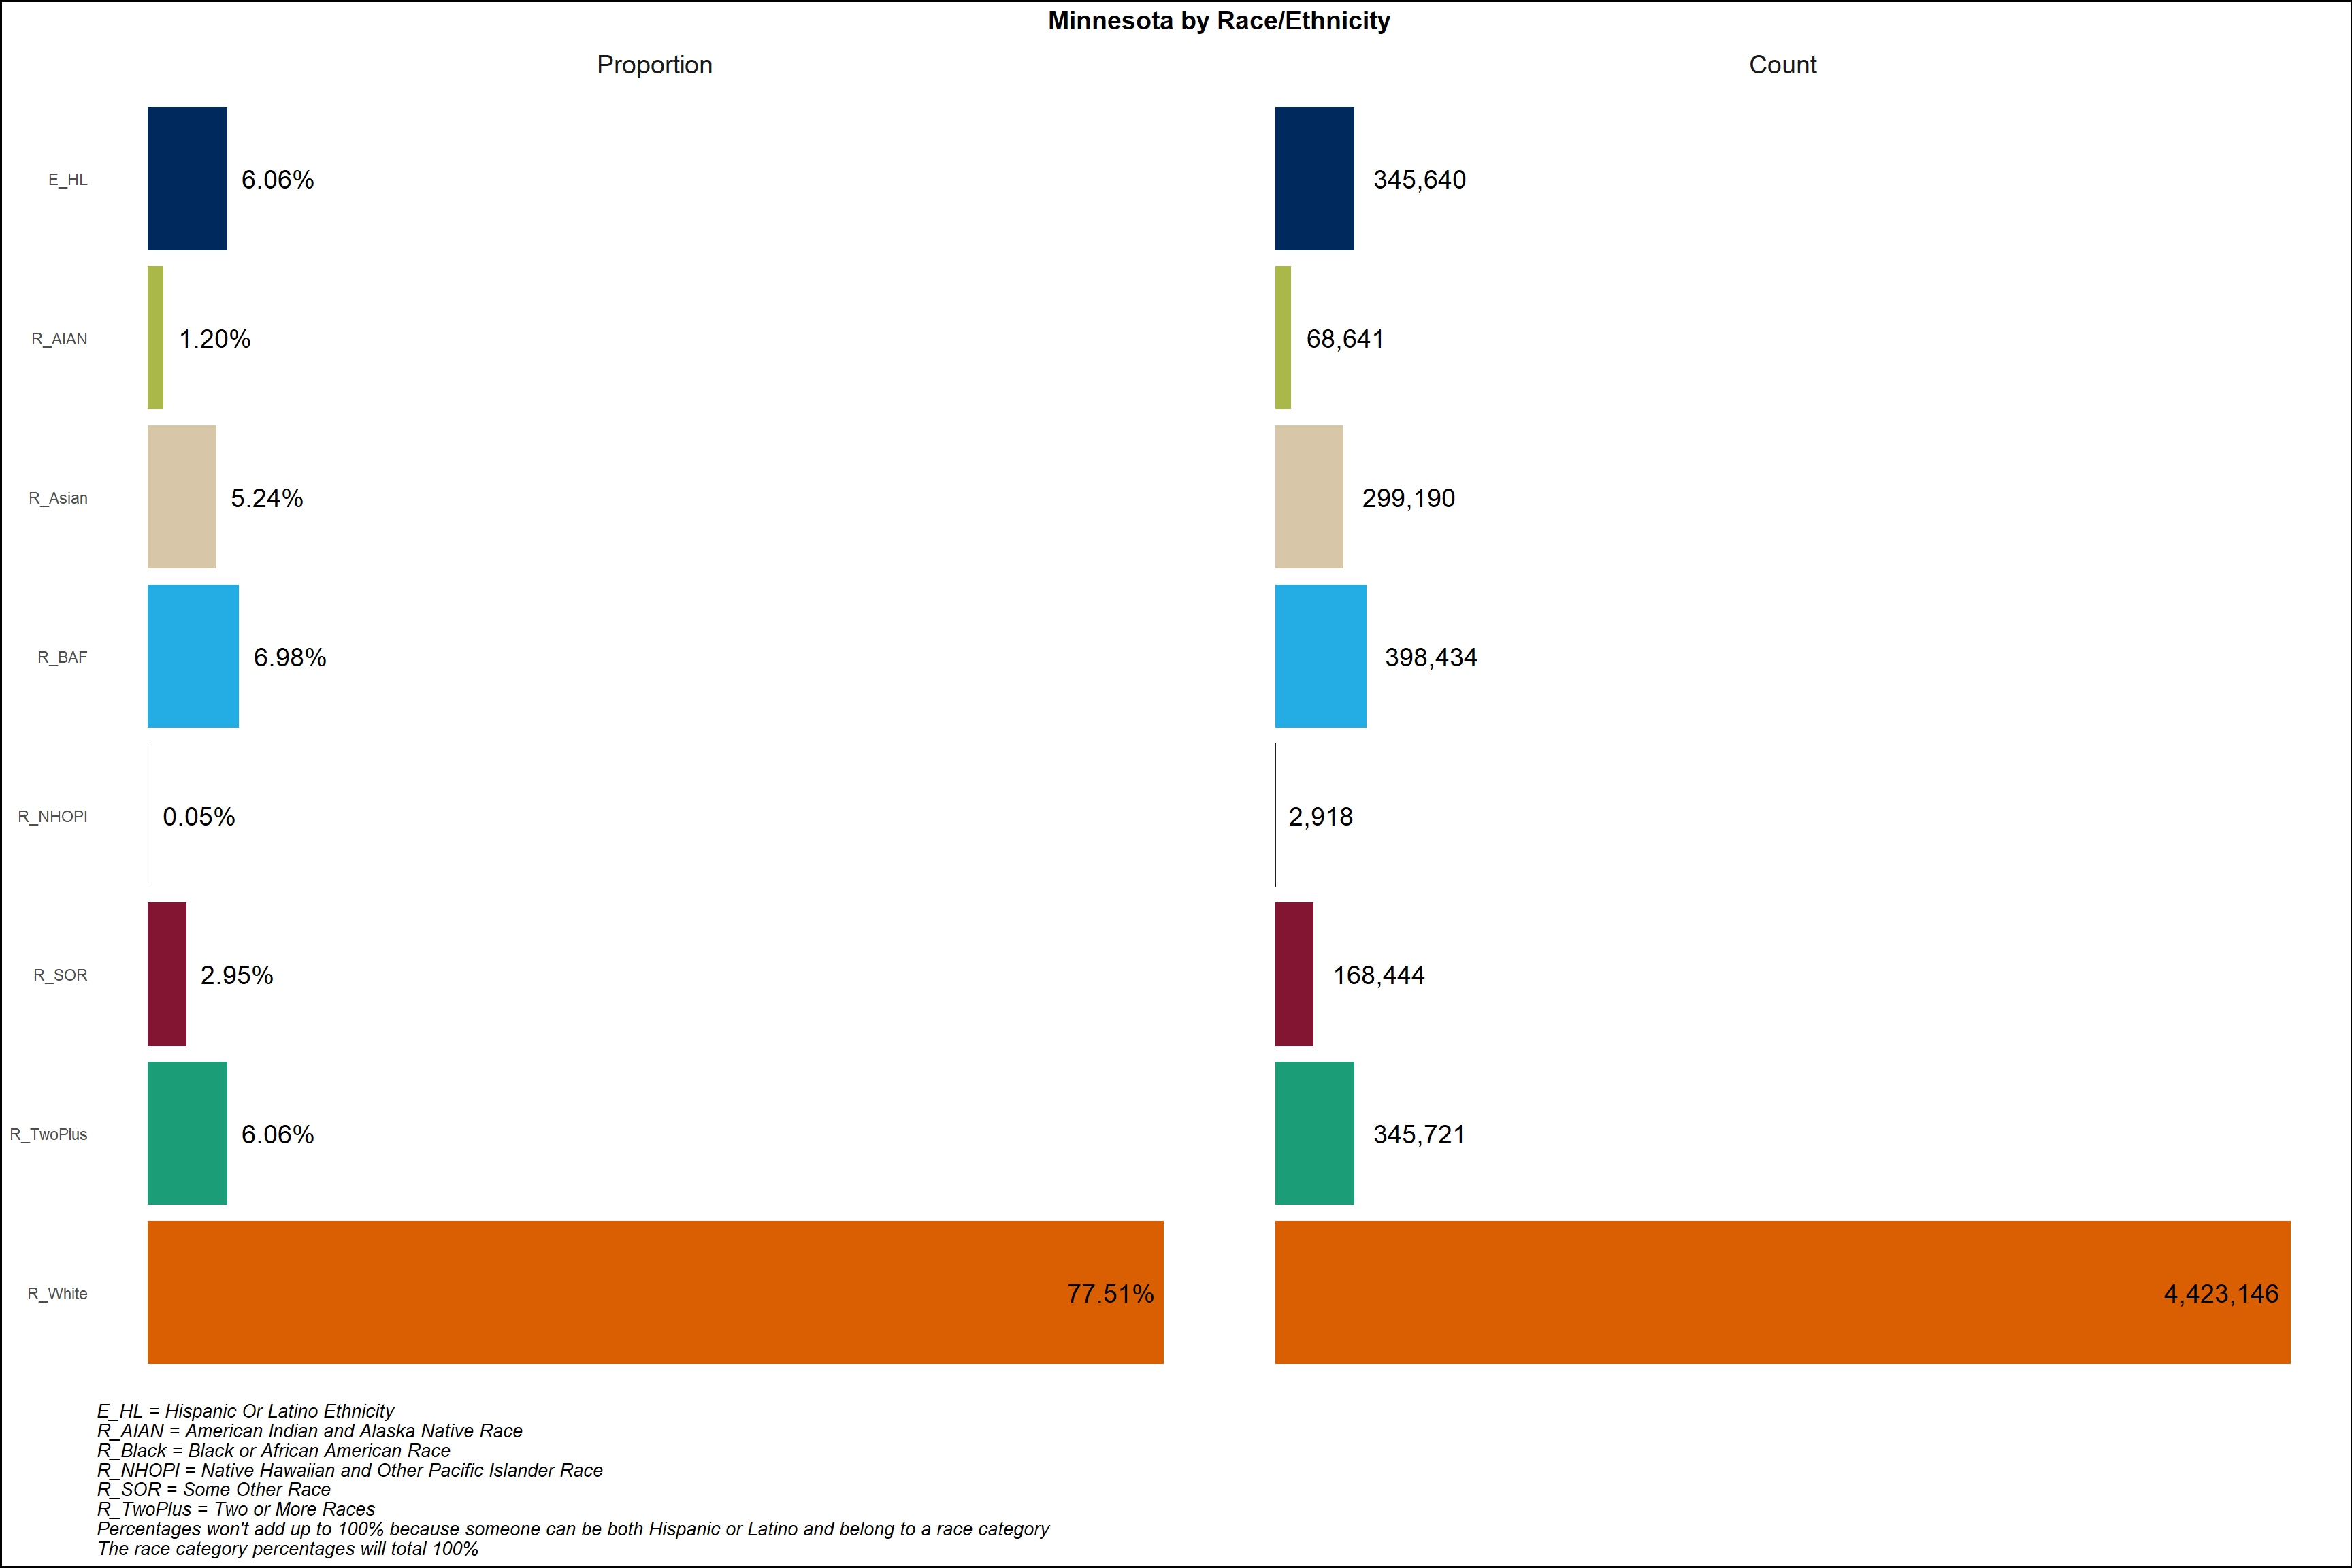 Minnesota by Race/Ethnicity
Proportion Count
E_HL 6.06% 345,640
R_AIAN 1.20% 68,641
R_Asian 5.24% 299,190
R_BAF 6.98% 398,434
R_NHOPI 0.05% 2,918
R_SOR 2.95% 168,444
R_TwoPlus 6.06% 345,721
R_White 77.51% 4,423,146
E_HL = Hispanic Or Latino Ethnicity
R_AIAN = American Indian and Alaska Native Race
R_Black = Black or African American Race
R_NHOPI = Native Hawaiian and Other Pacific Islander Race
R_SOR = Some Other Race
R_TwoPlus = Two or More Races
Percentages won't add up to 100% because someone can be both Hispanic or Latino and belong to a race category
The race category percentages will total 100%